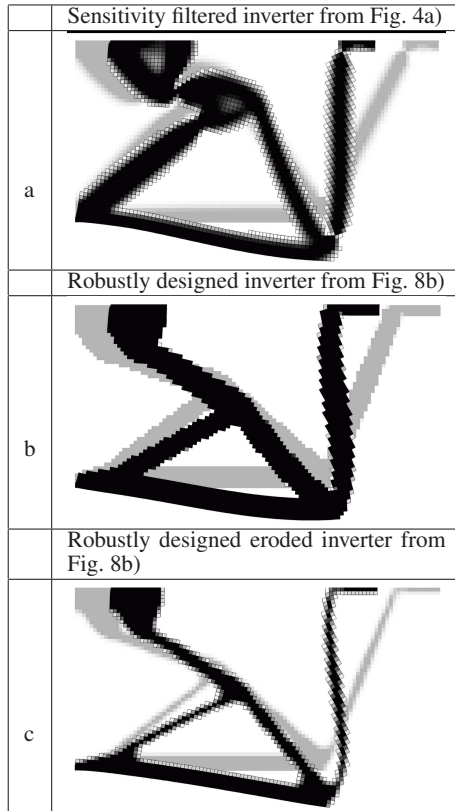 Sensitivity filtered inverter from Fig. 4a)
a
Robustly designed inverter from Fig. 8b)
b
Robustly designed eroded inverter from
Fig. 8b)
c